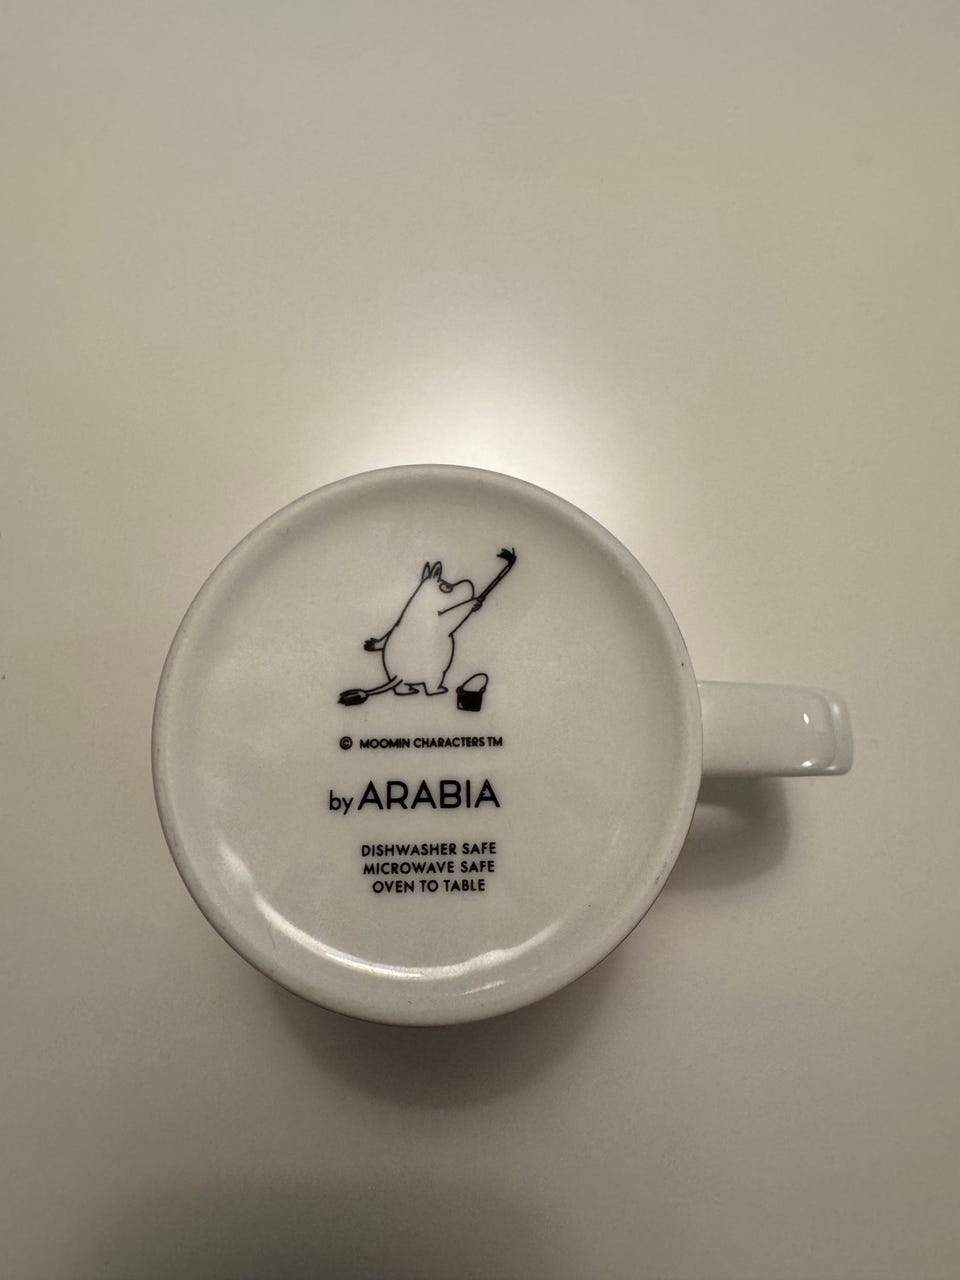 © MOOMIN CHARACTERS TM
by ARABIA
DISHWASHER SAFE
MICROWAVE SAFE
OVEN TO TABLE